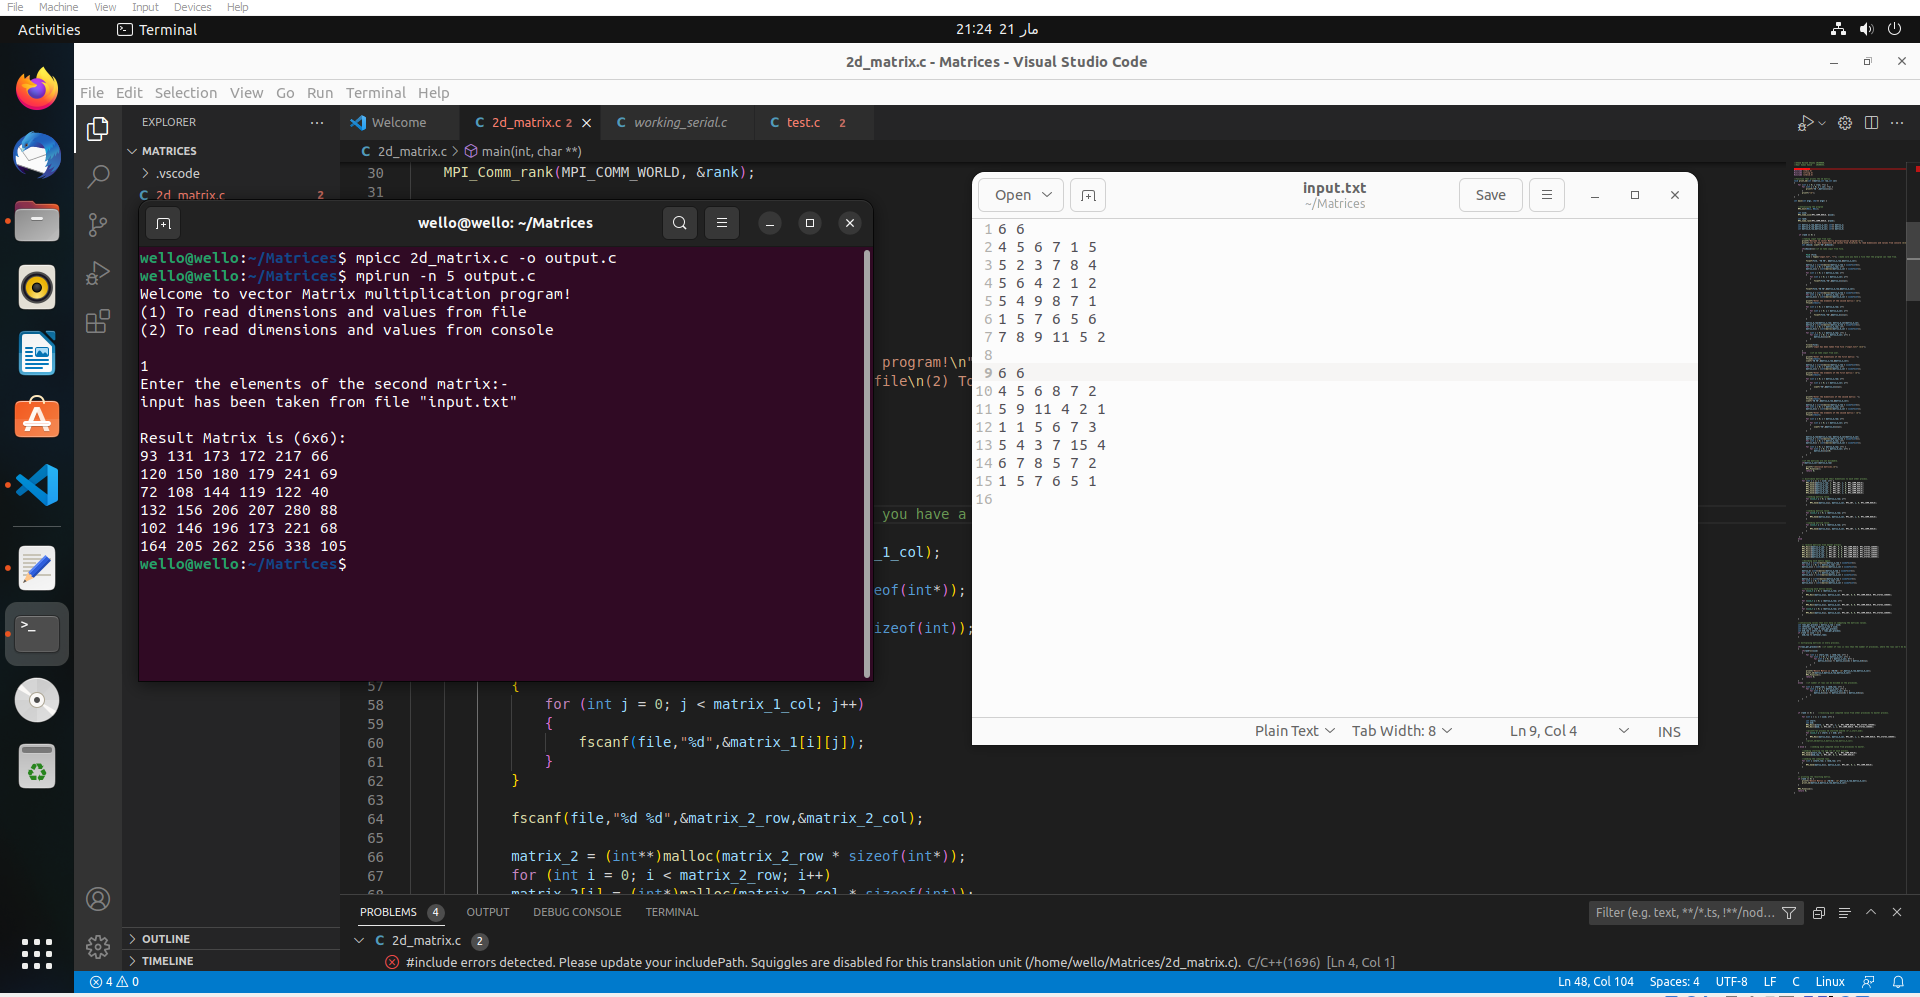 File Machine View Input Devices Help
Activities Terminal 21:24 21 مار
2d_matrix.c - Matrices - Visual Studio Code
File Edit Selection View Go Run Terminal Help
EXPLORER ···
Welcome 2d_matrix.c 2 working_serial.c test.c 2
MATRICES
.vscode
2d_matrix.c 2
C 2d_matrix.c > main(int, char **)
30 MPI_Comm_rank(MPI_COMM_WORLD, &rank);
31
wello@wello: ~/Matrices
wello@wello:~/Matrices$ mpicc 2d_matrix.c -o output.c
wello@wello:~/Matrices$ mpirun -n 5 output.c
Welcome to vector Matrix multiplication program!
(1) To read dimensions and values from file
(2) To read dimensions and values from console
1
Enter the elements of the second matrix:-
input has been taken from file "input.txt"
Result Matrix is (6x6):
93 131 173 172 217 66
120 150 180 179 241 69
72 108 144 119 122 40
132 156 206 207 280 88
102 146 196 173 221 68
164 205 262 256 338 105
wello@wello:~/Matrices$
program!\n"
file\n(2) To
you have a
_1_col);
eof(int*));
sizeof(int));
Open input.txt Save
~/Matrices
1 6 6
2 4 5 6 7 1 5
3 5 2 3 7 8 4
4 5 6 4 2 1 2
5 5 4 9 8 7 1
6 1 5 7 6 5 6
7 7 8 9 11 5 2
8
9 6 6
10 4 5 6 8 7 2
11 5 9 11 4 2 1
12 1 1 5 6 7 3
13 5 4 3 7 15 4
14 6 7 8 5 7 2
15 1 5 7 6 5 1
16
Plain Text Tab Width: 8 Ln 9, Col 4 INS
57 {
58 for (int j = 0; j < matrix_1_col; j++)
59 {
60 fscanf(file,"%d",&matrix_1[i][j]);
61 }
62 }
63
64 fscanf(file,"%d %d",&matrix_2_row,&matrix_2_col);
65
66 matrix_2 = (int**)malloc(matrix_2_row * sizeof(int*));
67 for (int i = 0; i < matrix_2_row; i++)
68 matrix_2[i] = (int*)malloc(matrix_2_col * sizeof(int));
PROBLEMS 4 OUTPUT DEBUG CONSOLE TERMINAL Filter (e.g. text, **/*.ts, !**/nod...
C 2d_matrix.c 2
#include errors detected. Please update your includePath. Squiggles are disabled for this translation unit (/home/wello/Matrices/2d_matrix.c). C/C++(1696) [Ln 4, Col 1]
OUTLINE
TIMELINE
4 0 Ln 48, Col 104 Spaces: 4 UTF-8 LF C Linux